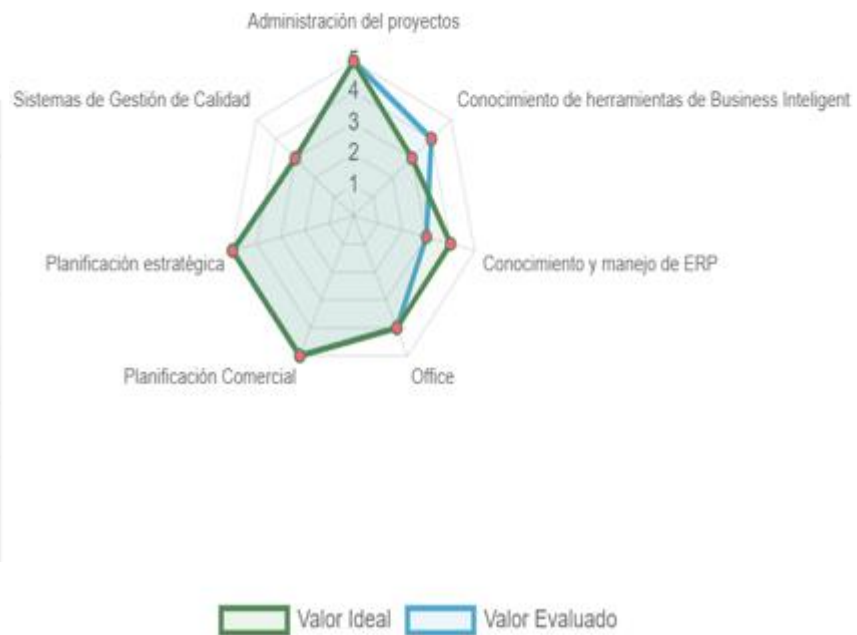 Administración del proyectos
Sistemas de Gestión de Calidad
Conocimiento de herramientas de Business Inteligent
5
4
3
2
1
Planificación estratégica
Conocimiento y manejo de ERP
Planificación Comercial
Office
Valor Ideal
Valor Evaluado